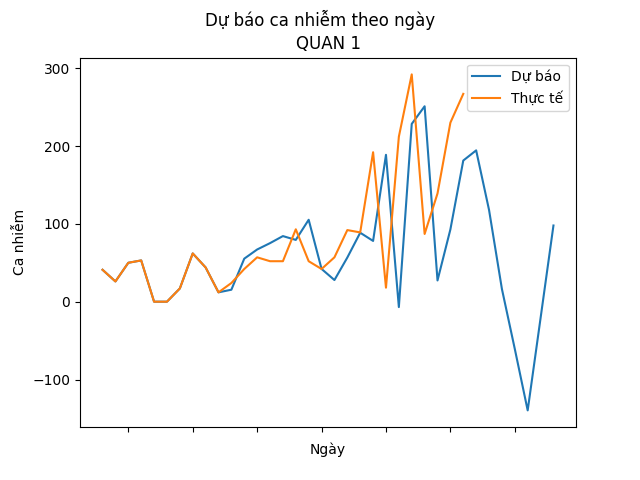 Dự báo ca nhiễm theo ngày
QUAN 1
Dự báo
Thực tế
300
200
100
0
−100
Ca nhiễm
Ngày